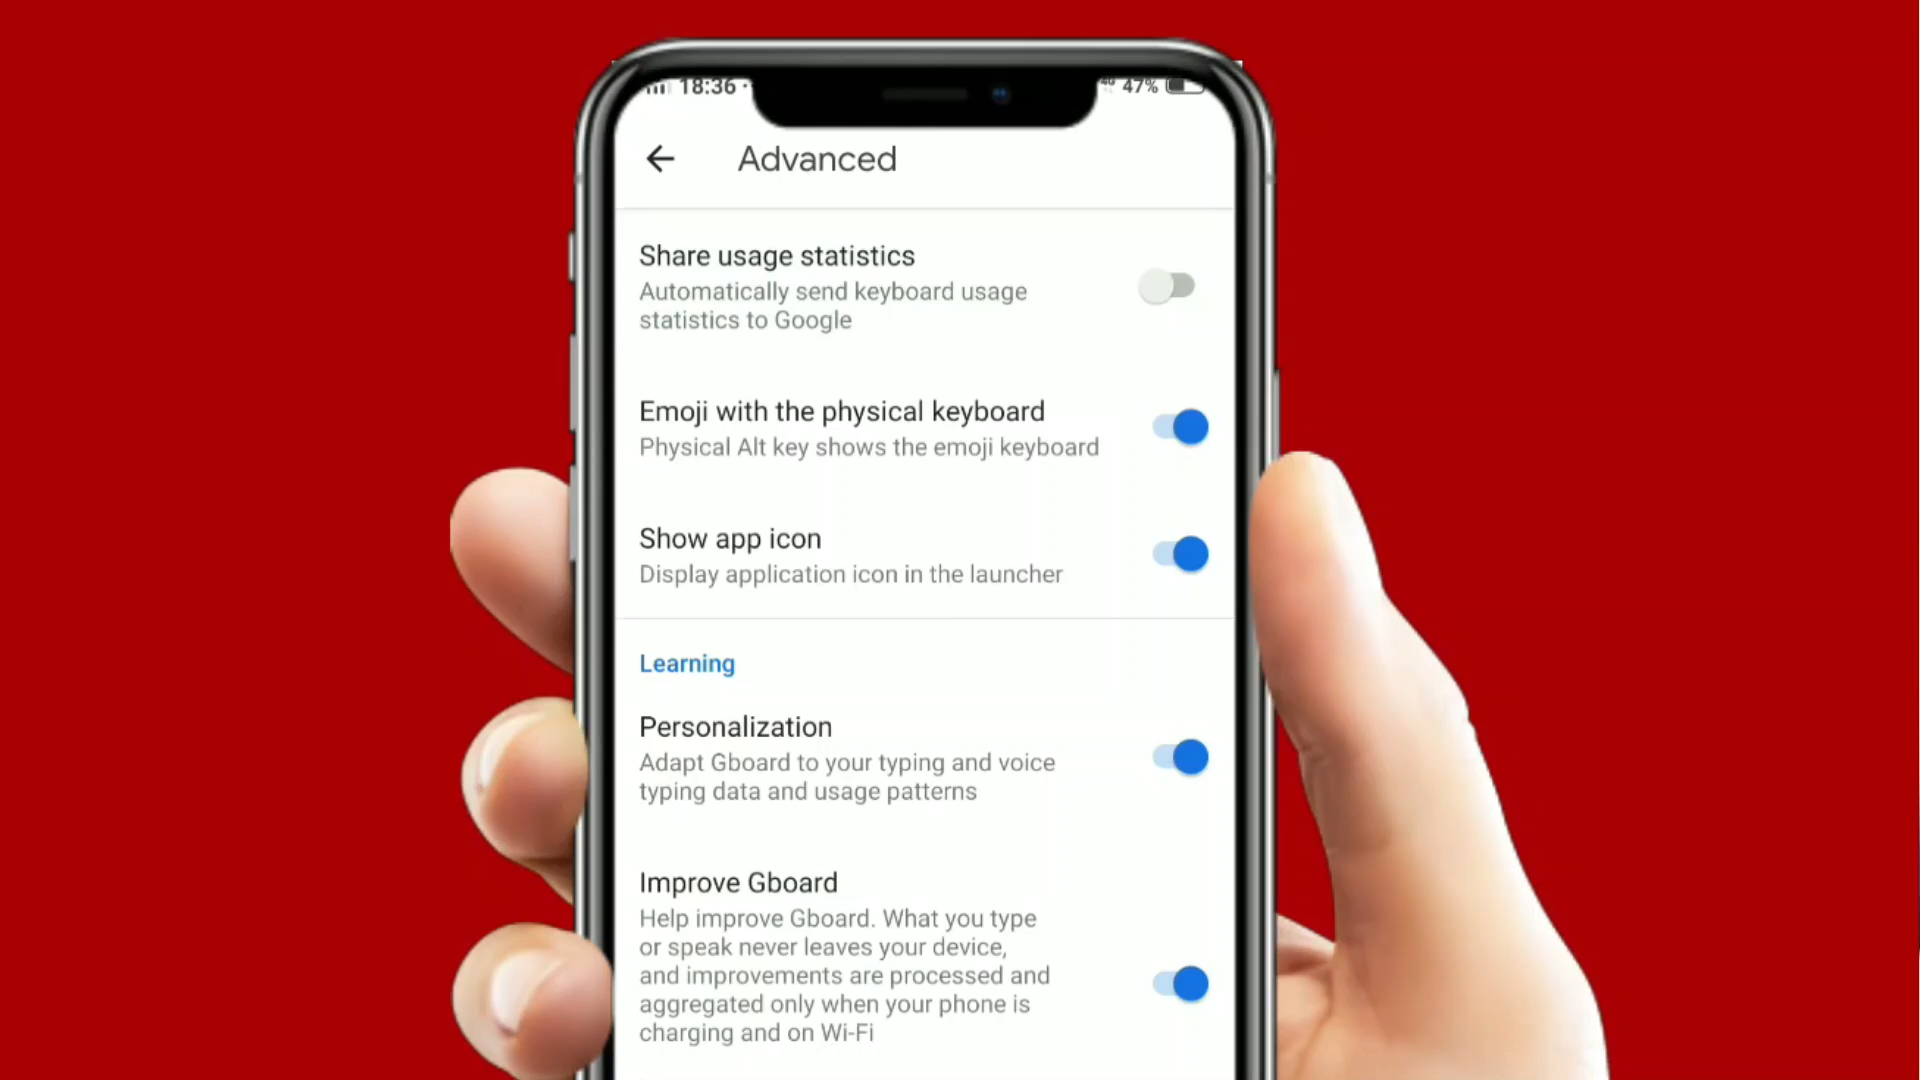 18:36
4G 47%
Advanced
Share usage statistics
Automatically send keyboard usage
statistics to Google
Emoji with the physical keyboard
Physical Alt key shows the emoji keyboard
Show app icon
Display application icon in the launcher
Learning
Personalization
Adapt Gboard to your typing and voice
typing data and usage patterns
Improve Gboard
Help improve Gboard. What you type
or speak never leaves your device,
and improvements are processed and
aggregated only when your phone is
charging and on Wi-Fi